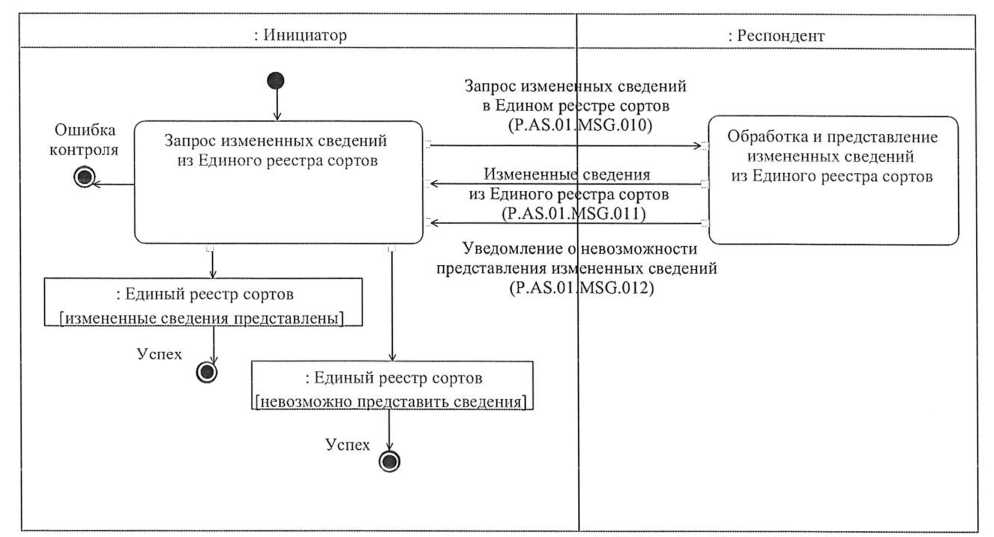 : Инициатор
: Респондент
Запрос измененных сведений
в Едином реестре сортов
(P.AS.01.MSG.010)
Ошибка
контроля
Запрос измененных сведений
из Единого реестра сортов
Обработка и представление
измененных сведений
из Единого реестра сортов
Измененные сведения
из Единого реестра сортов
(P.AS.01.MSG.011)
Уведомление о невозможности
представления измененных сведений
(P.AS.01.MSG.012)
: Единый реестр сортов
[измененные сведения представлены]
Успех
: Единый реестр сортов
[невозможно представить сведения]
Успех